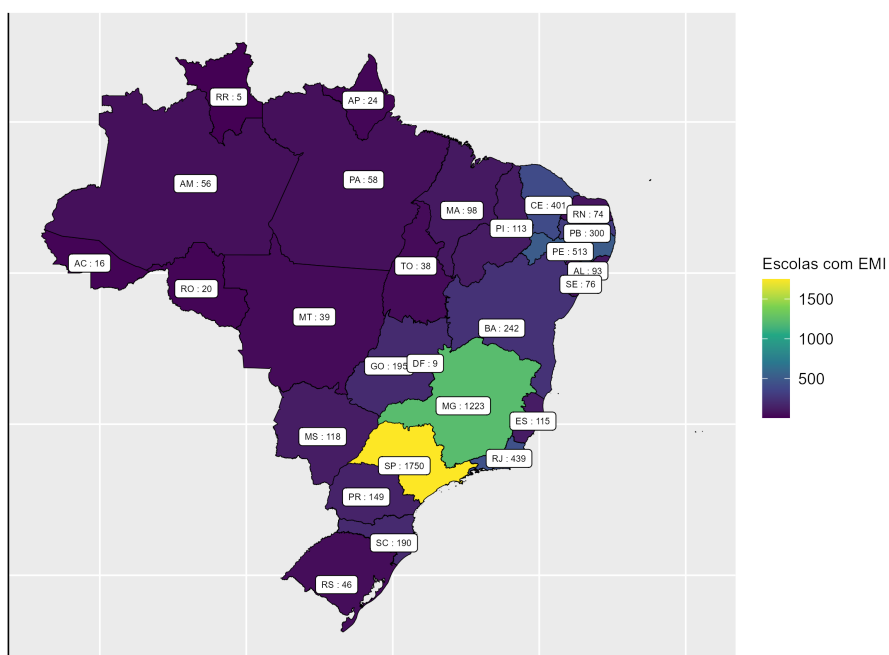 RR : 5
AP : 24
AM : 56
PA : 58
MA : 98
CE : 401
RN : 74
PI : 113
PB : 300
PE : 513
AC : 16
TO : 38
AL : 93
SE : 76
RO : 20
MT : 39
BA : 242
GO : 195
DF : 9
MG : 1223
ES : 115
MS : 118
SP : 1750
RJ : 439
PR : 149
SC : 190
RS : 46
Escolas com EMI
1500
1000
500